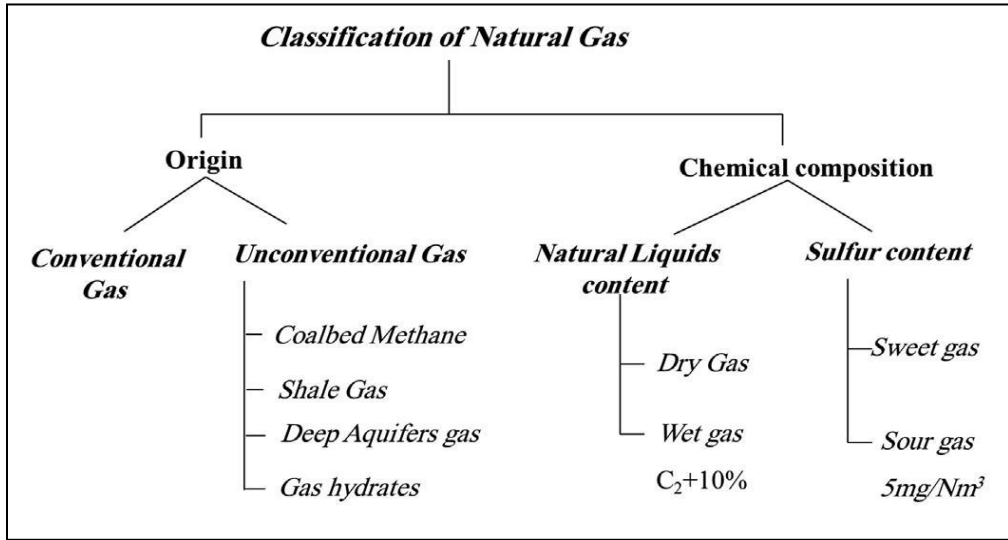 Classification of Natural Gas
Origin
Chemical composition
Conventional
Gas
Unconventional Gas
Coalbed Methane
Shale Gas
Deep Aquifers gas
Gas hydrates
Natural Liquids
content
Dry Gas
Wet gas
C₂+10%
Sulfur content
Sweet gas
Sour gas
5mg/Nm³